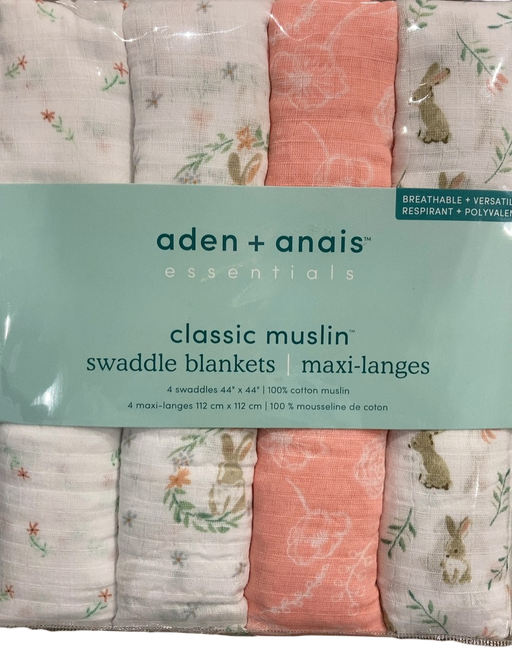 BREATHABLE + VERSATIL
RESPIRANT + POLYVALEN
aden + anais™
essentials
classic muslin™
swaddle blankets | maxi-langes
4 swaddles 44" x 44" | 100% cotton muslin
4 maxi-langes 112 cm x 112 cm | 100 % mousseline de coton